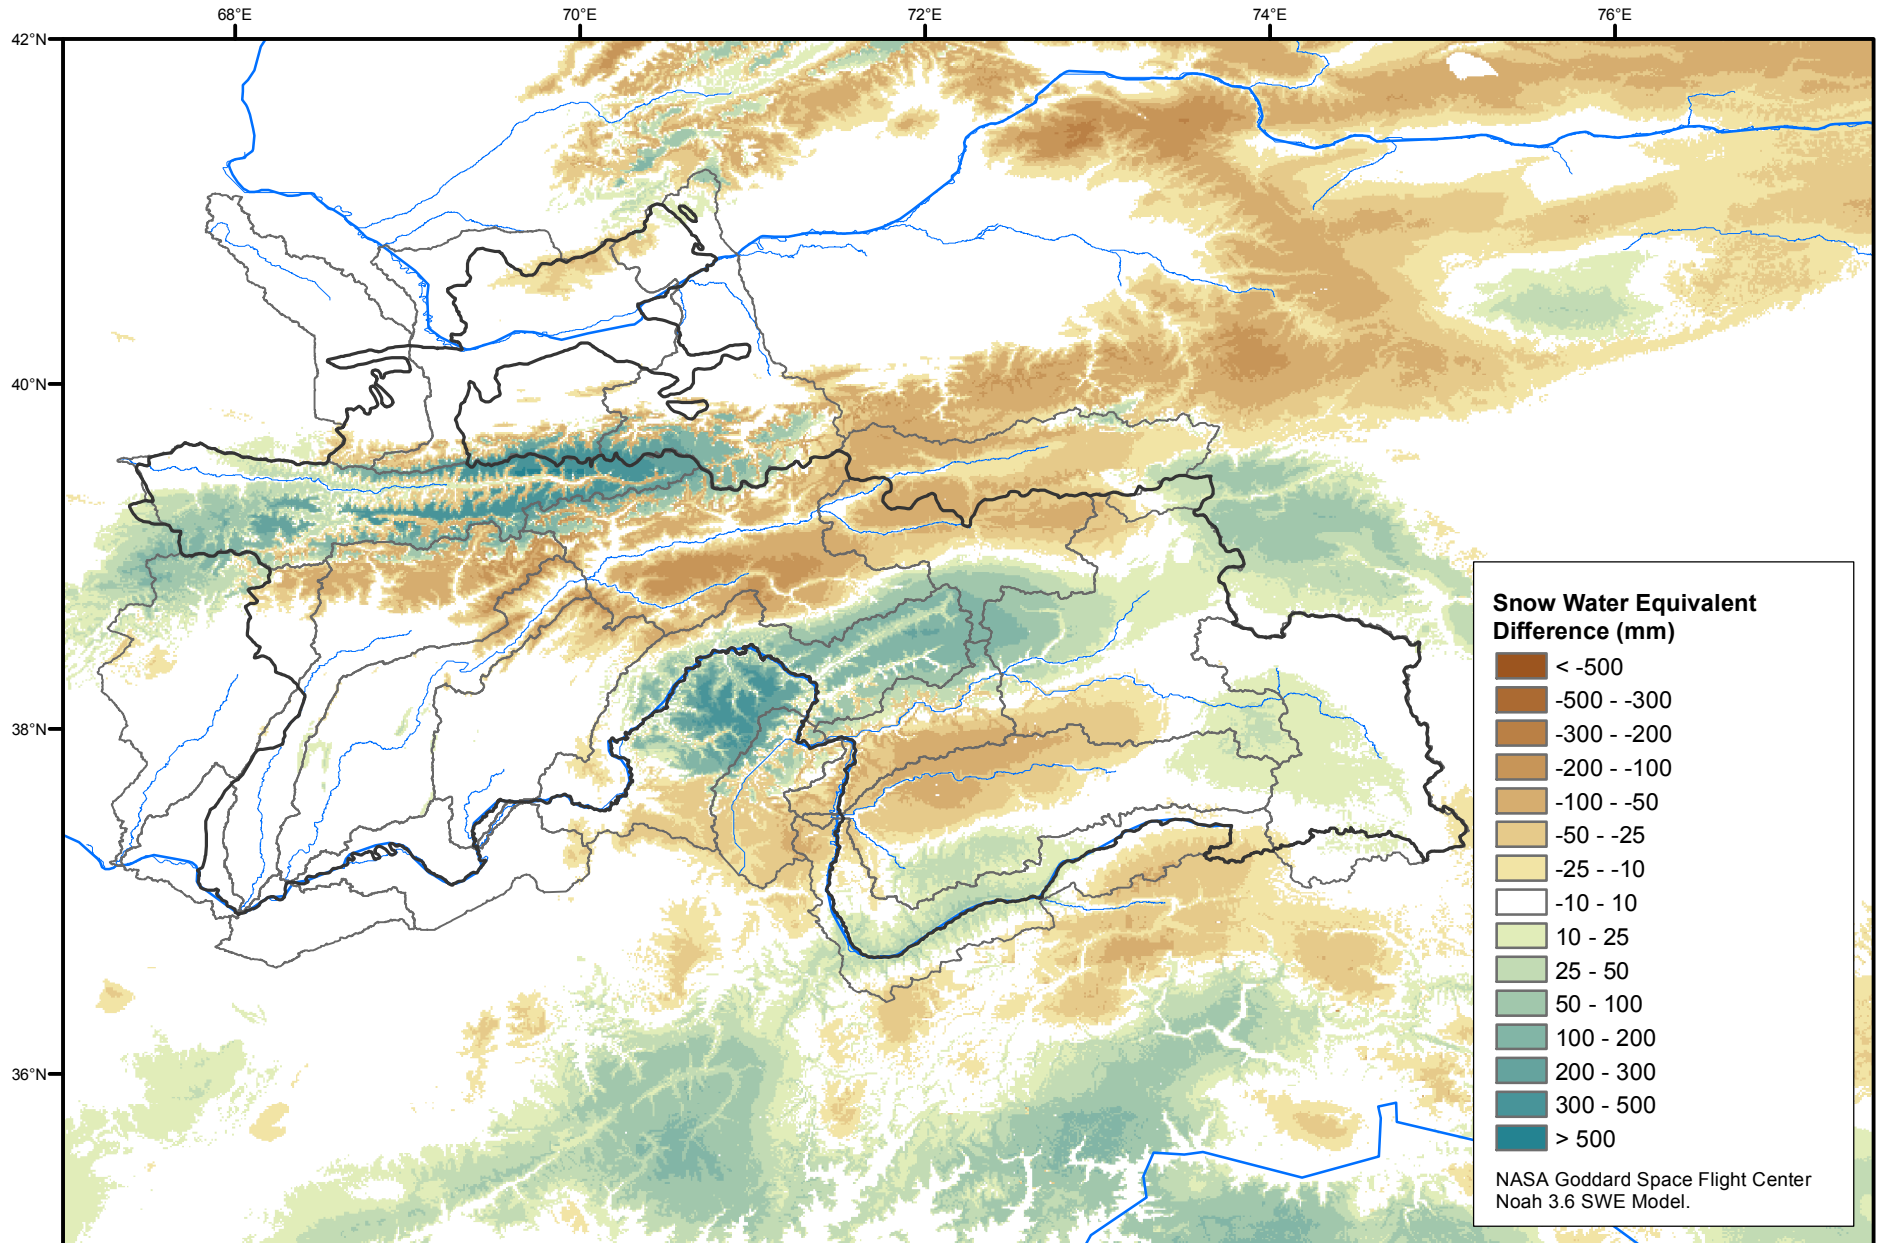 68°E 70°E 72°E 74°E 76°E
42°N
40°N
38°N
36°N
Snow Water Equivalent
Difference (mm)
< -500
-500 - -300
-300 - -200
-200 - -100
-100 - -50
-50 - -25
-25 - -10
-10 - 10
10 - 25
25 - 50
50 - 100
100 - 200
200 - 300
300 - 500
> 500
NASA Goddard Space Flight Center
Noah 3.6 SWE Model.